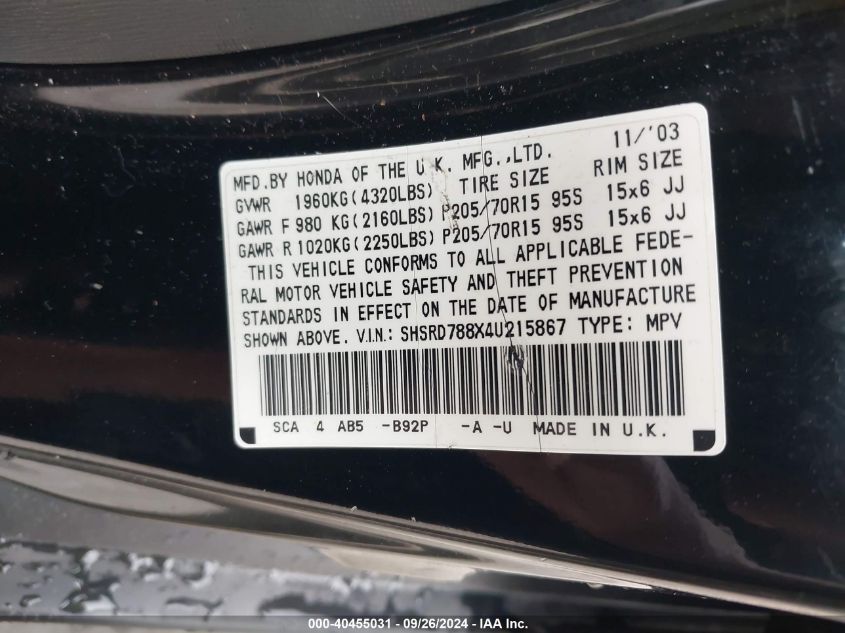 11/'03
MFD.BY HONDA OF THE U.K. MFG.,LTD.
GVWR 1960KG(4320LBS) TIRE SIZE RIM SIZE
GAWR F 980 KG(2160LBS) P205/70R15 95S 15x6 JJ
GAWR R 1020KG(2250LBS) P205/70R15 95S 15x6 JJ
THIS VEHICLE CONFORMS TO ALL APPLICABLE FEDE-
RAL MOTOR VEHICLE SAFETY AND THEFT PREVENTION
STANDARDS IN EFFECT ON THE DATE OF MANUFACTURE
SHOWN ABOVE. V.I.N.: SHSRD788X4U215867 TYPE: MPV
SCA 4 AB5 -B92P -A -U MADE IN U.K.
000-40455031 - 09/26/2024 - IAA Inc.